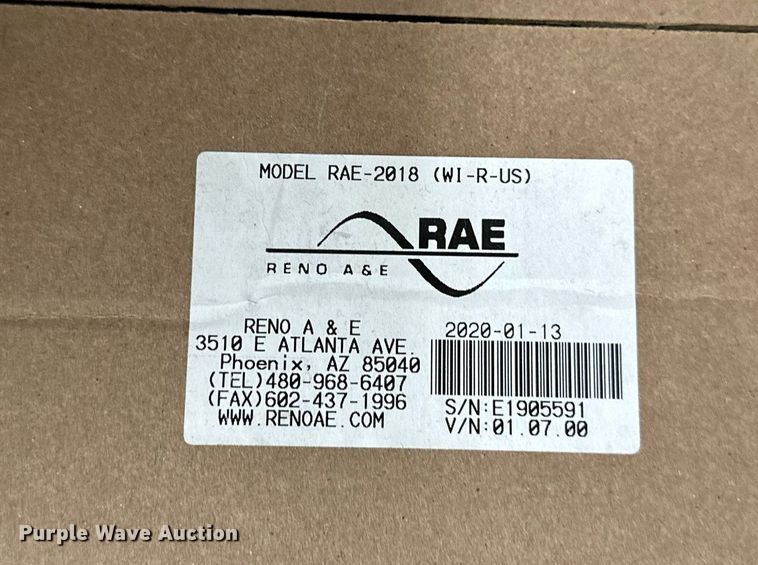 MODEL RAE-2018 (WI-R-US)
RAE
RENO A & E
RENO A & E
3510 E ATLANTA AVE.
Phoenix, AZ 85040
(TEL)480-968-6407
(FAX)602-437-1996
WWW.RENOAE.COM
2020-01-13
S/N:E1905591
V/N:01.07.00
Purple Wave Auction